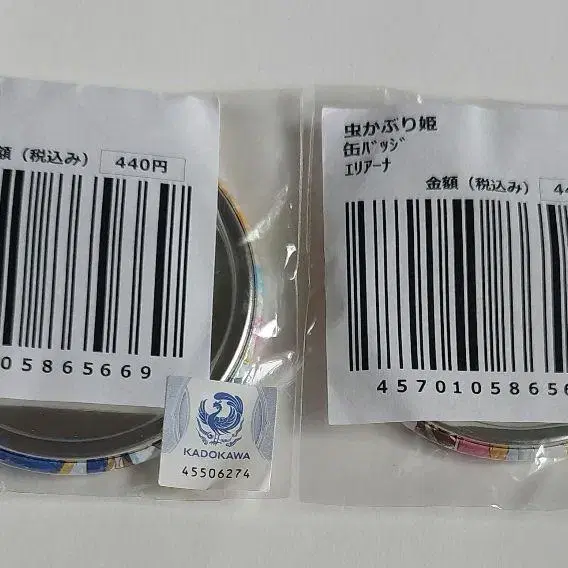 額（税込み） 440円
05865669
KADOKAWA
45506274
虫かぶり姫
缶ﾊﾞｯｼﾞ
ｴﾘｱｰﾅ
金額（税込み） 44
45701058656